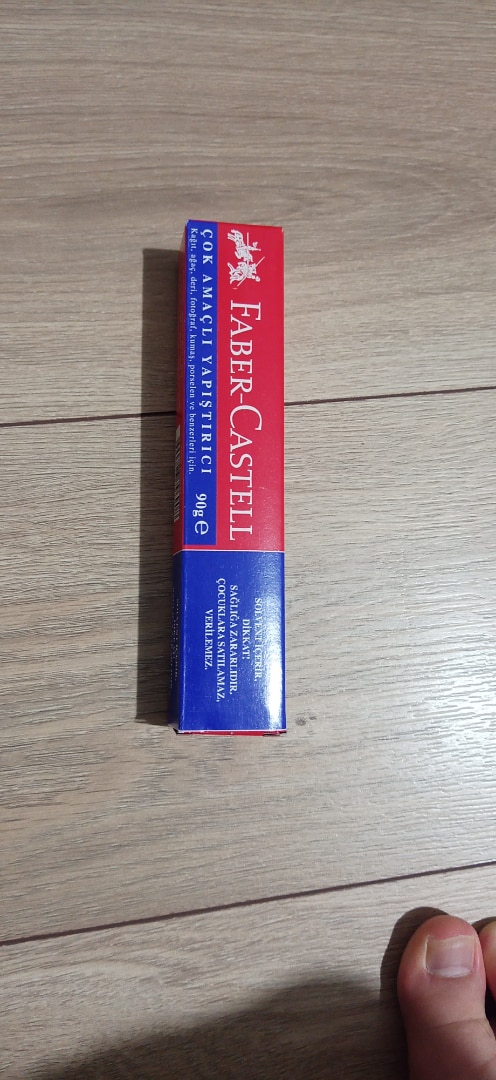 FABER-CASTELL
ÇOK AMAÇLI YAPIŞTIRICI 90g ℮
Kağıt, ağaç, deri, fotoğraf, kumaş, porselen ve benzerleri için.
SOLVENT İÇERİR.
DİKKAT!
SAĞLIĞA ZARARLIDIR.
ÇOCUKLARA SATILAMAZ,
VERİLEMEZ.